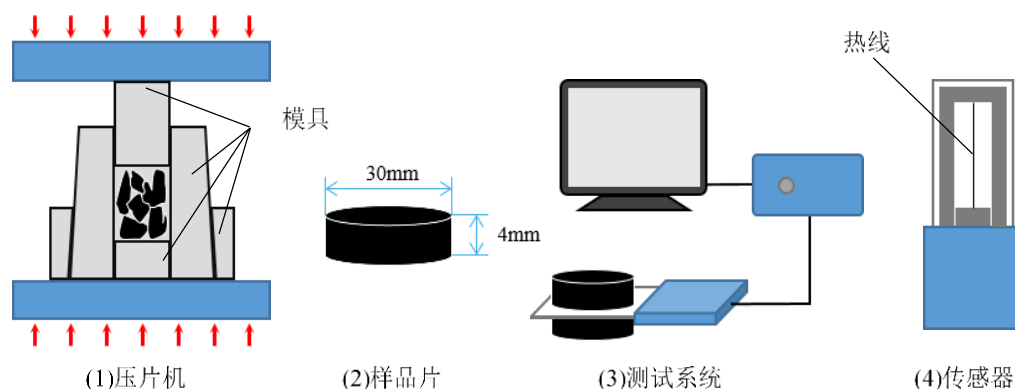 热线
模具
30mm
4mm
(1)压片机
(2)样品片
(3)测试系统
(4)传感器